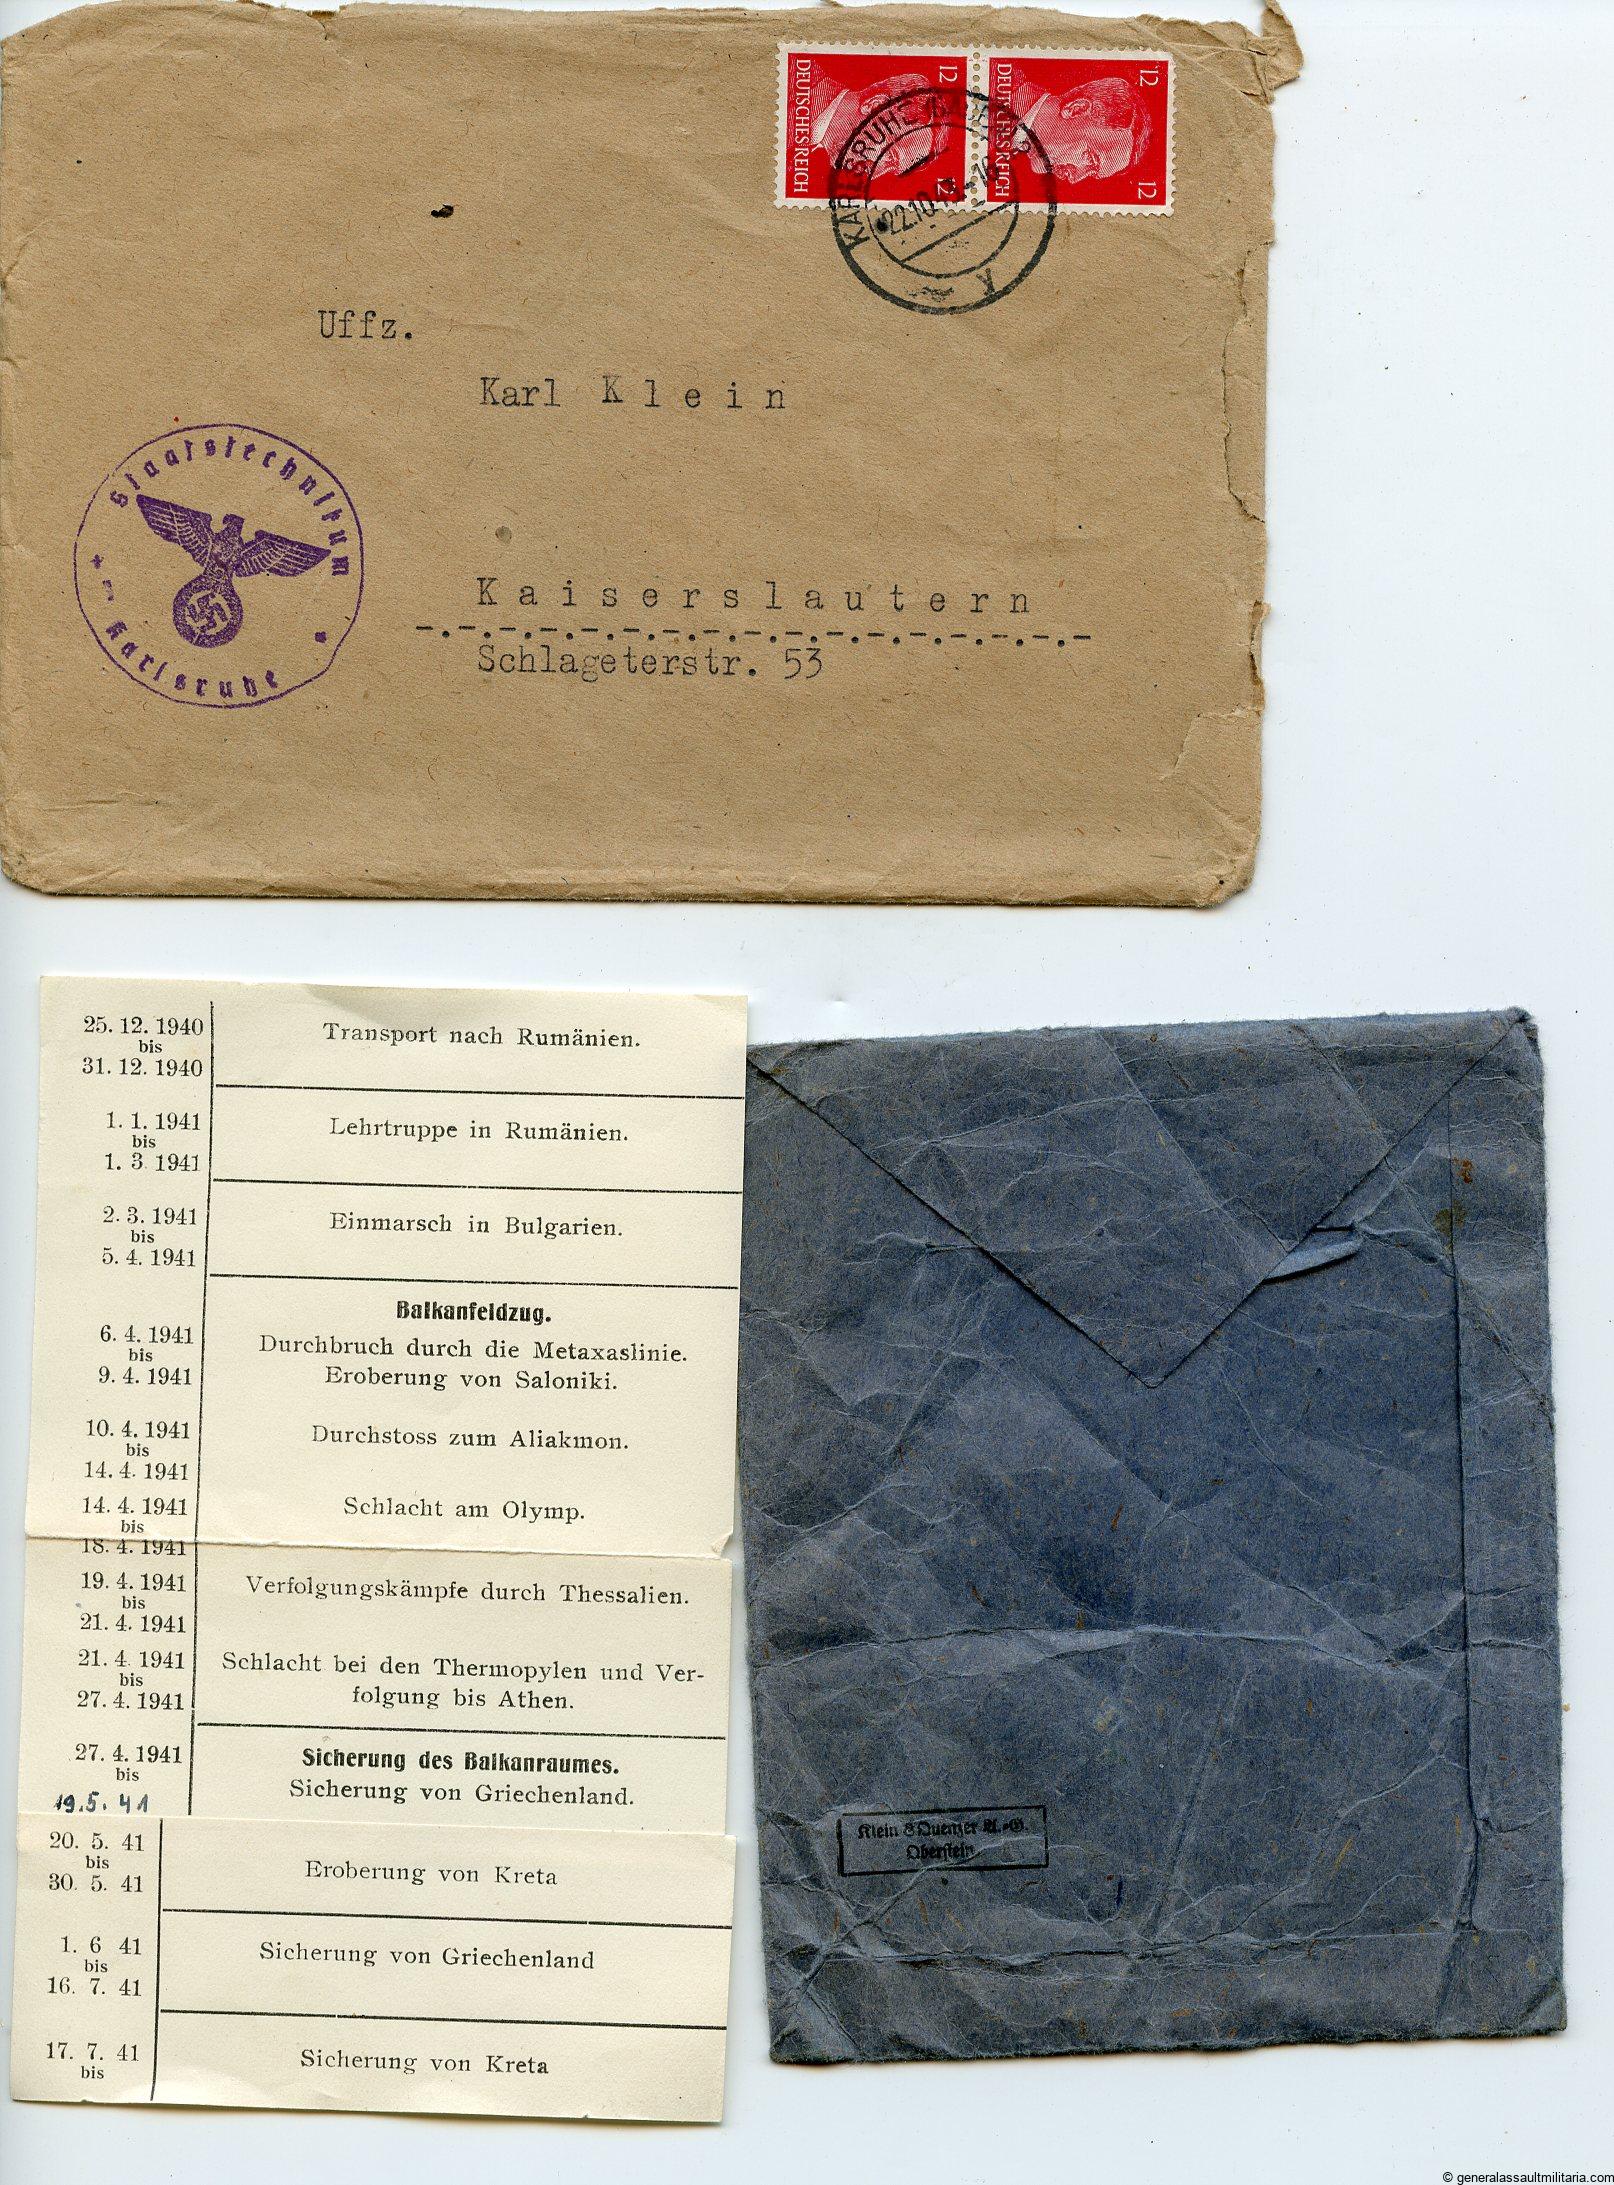 12
12
DEUTSCHES REICH
12
12
DEUTSCHES REICH
KARLSRUHE
22.10.
K
Uffz.
Karl Klein
Kaiserslautern
-.-.-.-.-.-.-.-.-.-.-.-.-.-.-.-.-
Schlageterstr. 53
Staatstechnikum
Karlsruhe
25. 12. 1940
bis
31. 12. 1940
Transport nach Rumänien.
1. 1. 1941
bis
1. 3. 1941
Lehrtruppe in Rumänien.
2. 3. 1941
bis
5. 4. 1941
Einmarsch in Bulgarien.
Balkanfeldzug.
6. 4. 1941
bis
9. 4. 1941
Durchbruch durch die Metaxaslinie.
Eroberung von Saloniki.
10. 4. 1941
bis
14. 4. 1941
Durchstoss zum Aliakmon.
14. 4. 1941
bis
18. 4. 1941
Schlacht am Olymp.
19. 4. 1941
bis
21. 4. 1941
Verfolgungskämpfe durch Thessalien.
21. 4. 1941
bis
27. 4. 1941
Schlacht bei den Thermopylen und Ver-
folgung bis Athen.
27. 4. 1941
bis
19. 5. 41
Sicherung des Balkanraumes.
Sicherung von Griechenland.
20. 5. 41
bis
30. 5. 41
Eroberung von Kreta
1. 6 41
bis
16. 7. 41
Sicherung von Griechenland
17. 7. 41
bis
Sicherung von Kreta
Klein & Quenzer A.-G.
Oberstein
© generalassaultmilitaria.com